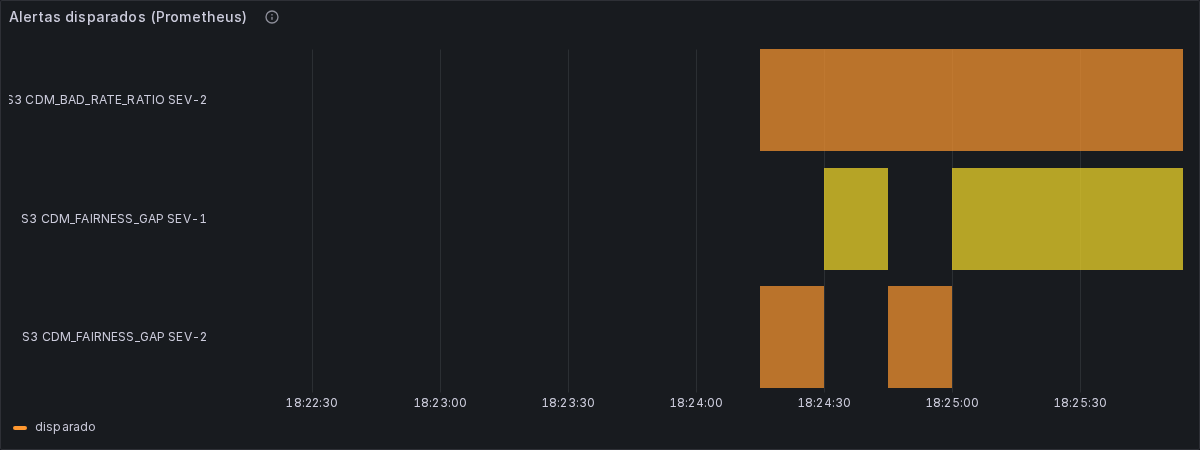 Alertas disparados (Prometheus)
S3 CDM_BAD_RATE_RATIO SEV-2
S3 CDM_FAIRNESS_GAP SEV-1
S3 CDM_FAIRNESS_GAP SEV-2
18:22:30 18:23:00 18:23:30 18:24:00 18:24:30 18:25:00 18:25:30
disparado